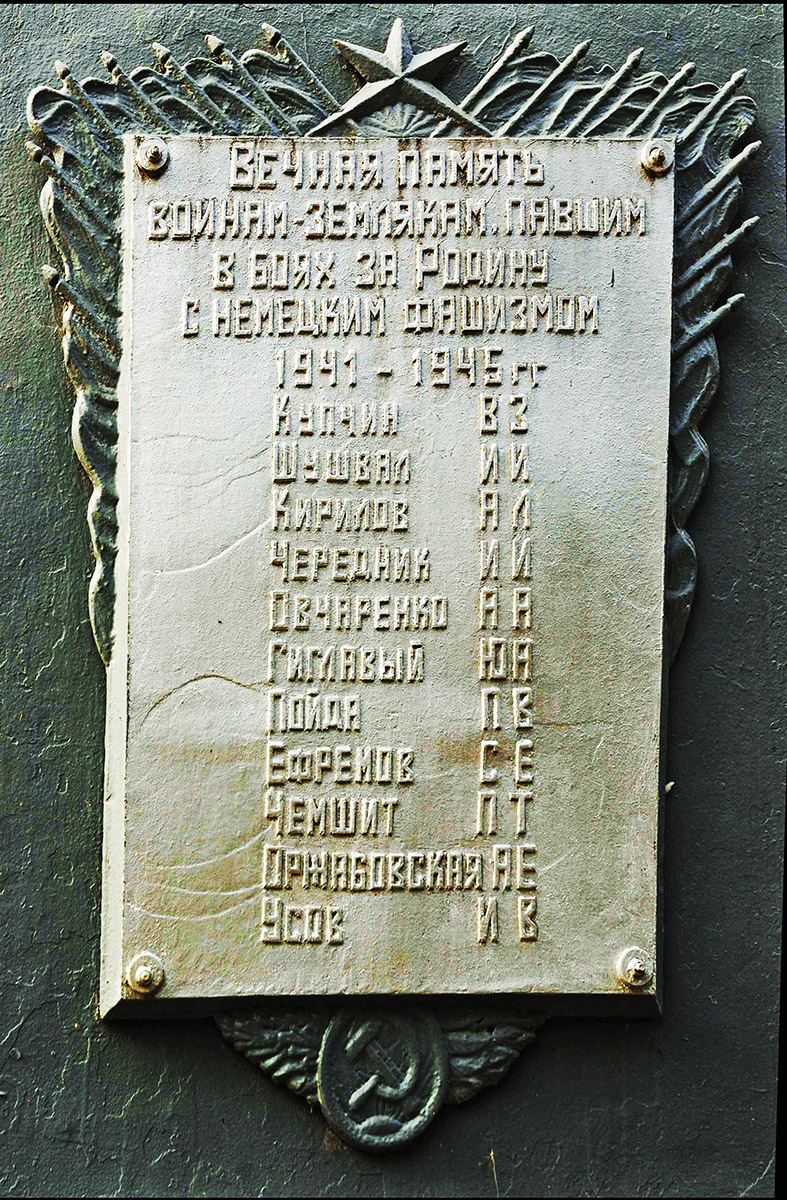 Вечная память
воинам-землякам, павшим
в боях за Родину
с немецким фашизмом
1941 - 1945 гг
Купчин В З
Шушвал И И
Кирилов А Л
Чередник И И
Овчаренко А А
Гиглавый Ю А
Пойда П В
Ефремов С Е
Чемшит П Т
Оржабовская А Е
Усов И В